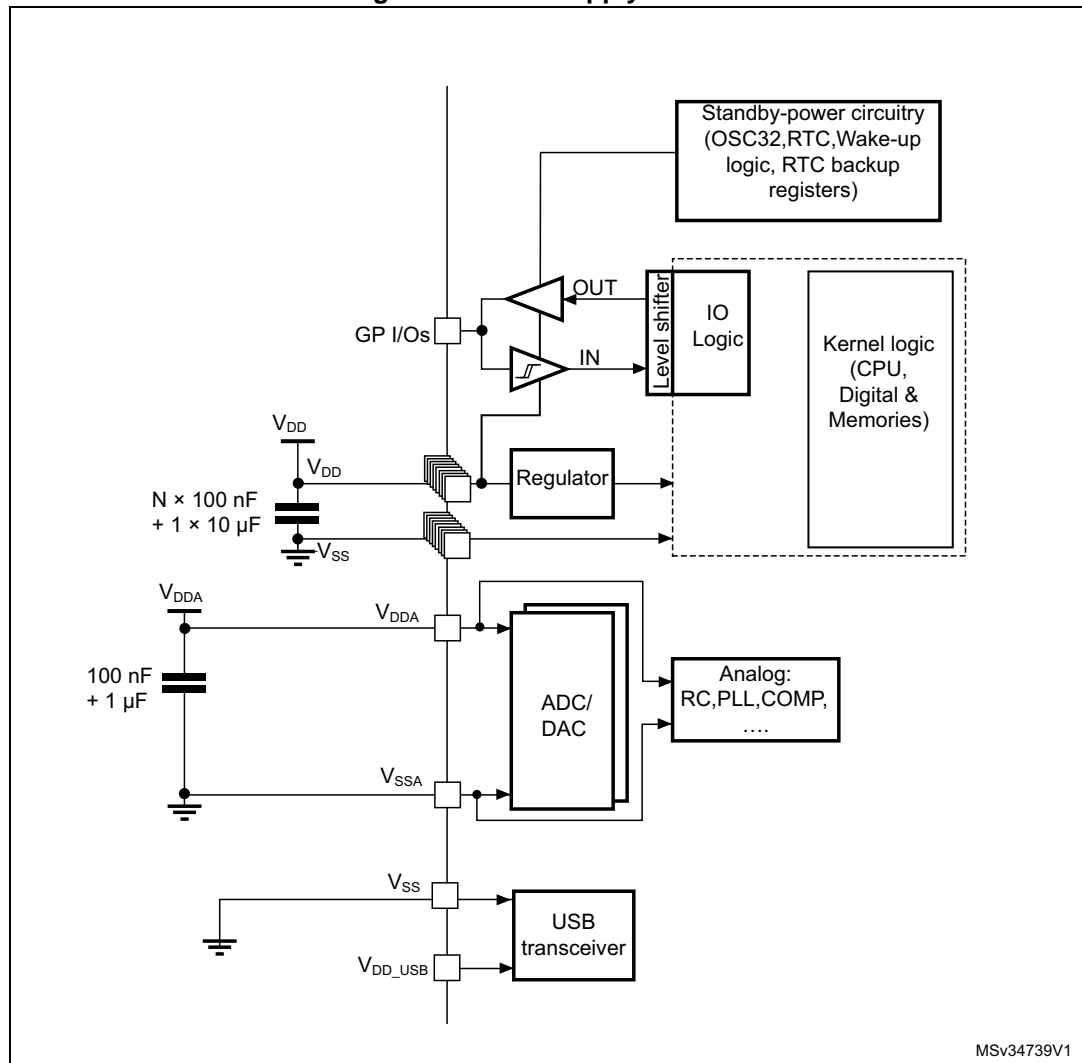 Standby-power circuitry
(OSC32,RTC,Wake-up
logic, RTC backup
registers)
OUT
Level shifter
IO
Logic
GP I/Os
IN
Kernel logic
(CPU,
Digital &
Memories)
VDD
VDD
Regulator
N × 100 nF
+ 1 × 10 µF
VSS
VDDA
VDDA
100 nF
+ 1 µF
ADC/
DAC
Analog:
RC,PLL,COMP,
....
VSSA
VSS
USB
transceiver
VDD_USB
MSv34739V1